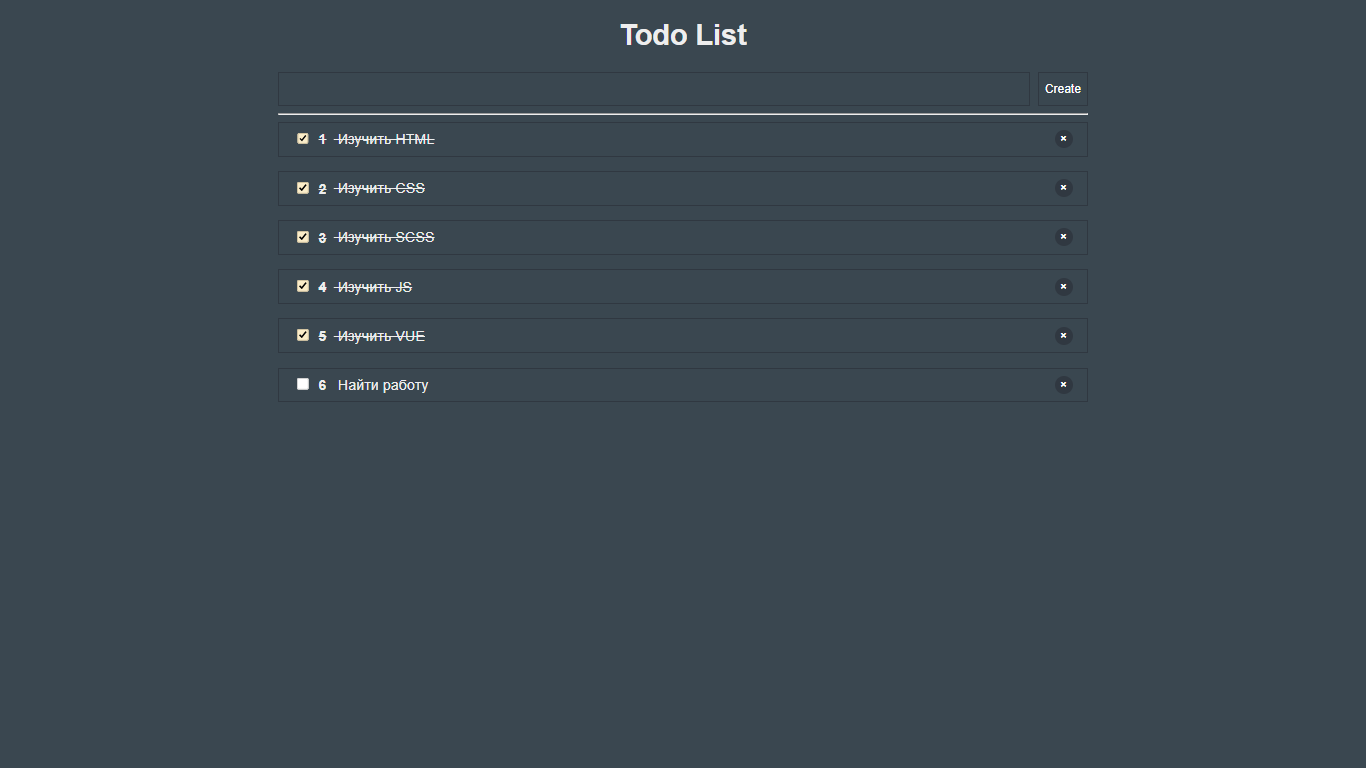 Todo List
Create
1 Изучить HTML
2 Изучить CSS
3 Изучить SCSS
4 Изучить JS
5 Изучить VUE
6 Найти работу